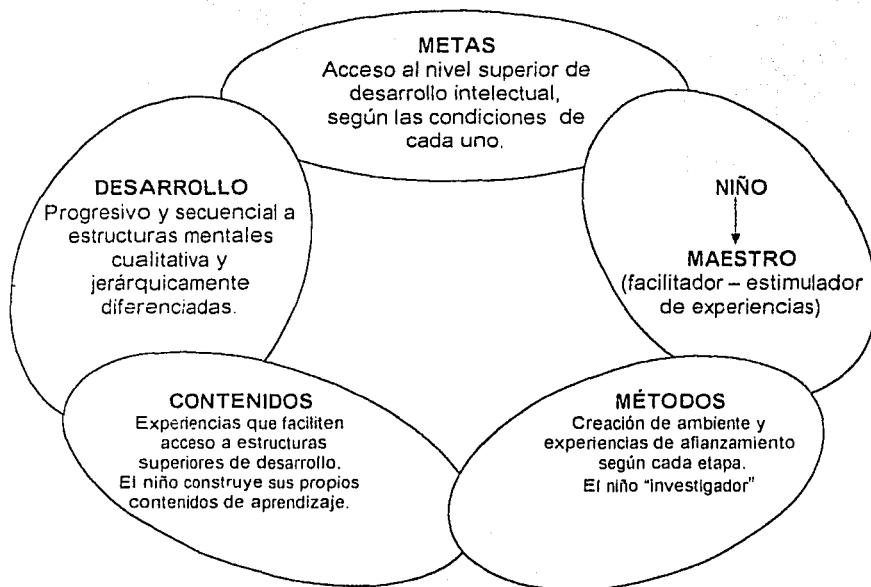 METAS
Acceso al nivel superior de
desarrollo intelectual,
según las condiciones de
cada uno.
DESARROLLO
Progresivo y secuencial a
estructuras mentales
cualitativa y
jerárquicamente
diferenciadas.
NIÑO
MAESTRO
(facilitador – estimulador
de experiencias)
CONTENIDOS
Experiencias que faciliten
acceso a estructuras
superiores de desarrollo.
El niño construye sus propios
contenidos de aprendizaje.
MÉTODOS
Creación de ambiente y
experiencias de afianzamiento
según cada etapa.
El niño "investigador"